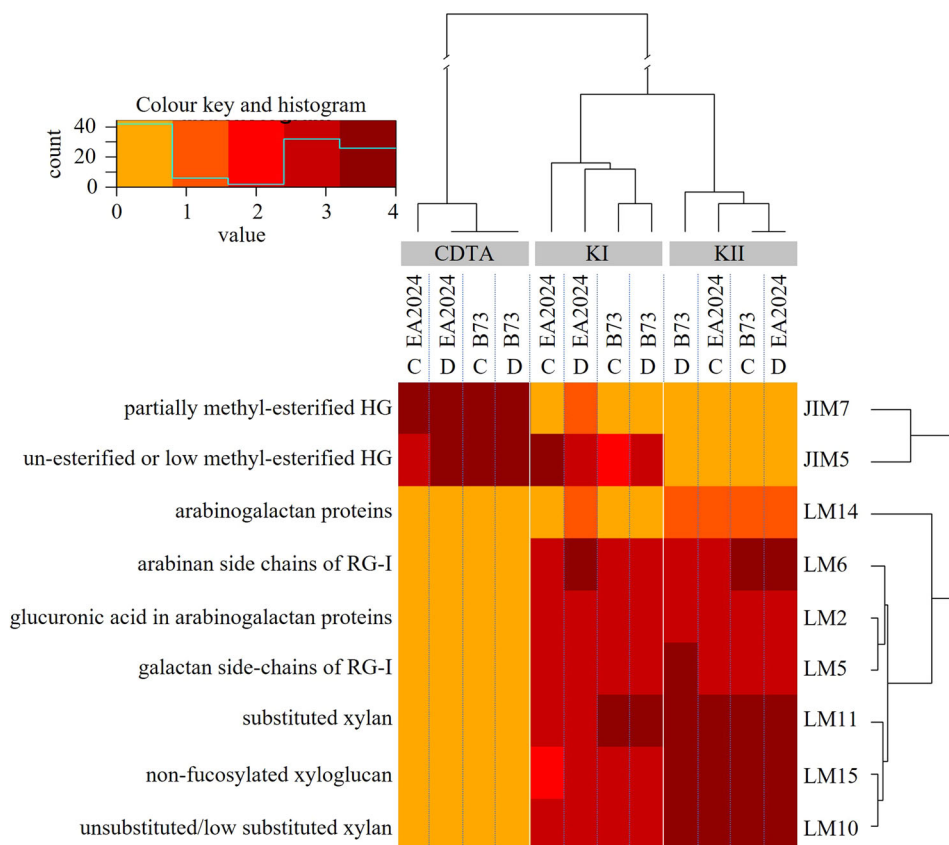 Colour key and histogram
40
20
0
count
0 1 2 3 4
value
CDTA KI KII
EA2024 EA2024 B73 B73 EA2024 EA2024 B73 B73 B73 EA2024 B73 EA2024
C D C D C D C D D C C D
partially methyl-esterified HG JIM7
un-esterified or low methyl-esterified HG JIM5
arabinogalactan proteins LM14
arabinan side chains of RG-I LM6
glucuronic acid in arabinogalactan proteins LM2
galactan side-chains of RG-I LM5
substituted xylan LM11
non-fucosylated xyloglucan LM15
unsubstituted/low substituted xylan LM10